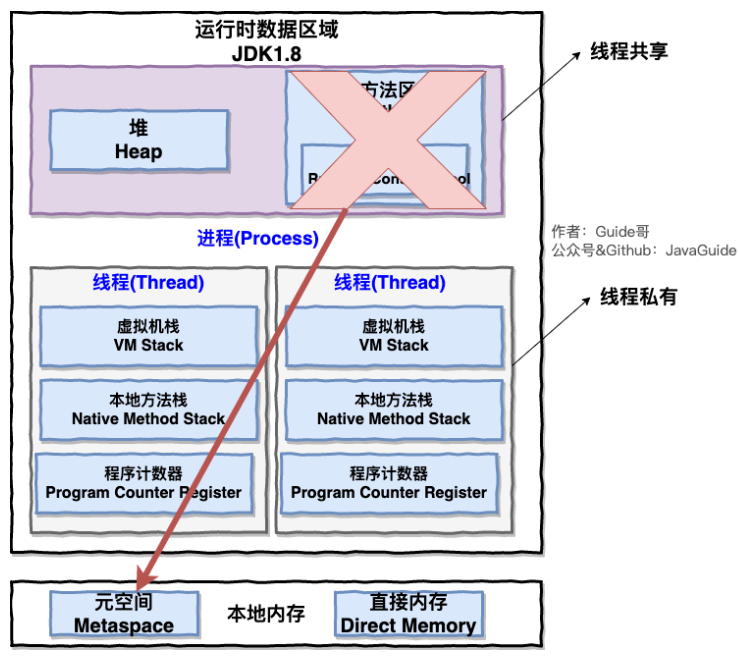 运行时数据区域
JDK1.8
线程共享
堆
Heap
方法区
进程(Process)
作者：Guide哥
公众号&Github：JavaGuide
线程(Thread)
虚拟机栈
VM Stack
本地方法栈
Native Method Stack
程序计数器
Program Counter Register
线程(Thread)
虚拟机栈
VM Stack
本地方法栈
Native Method Stack
程序计数器
Program Counter Register
线程私有
元空间
Metaspace
本地内存
直接内存
Direct Memory